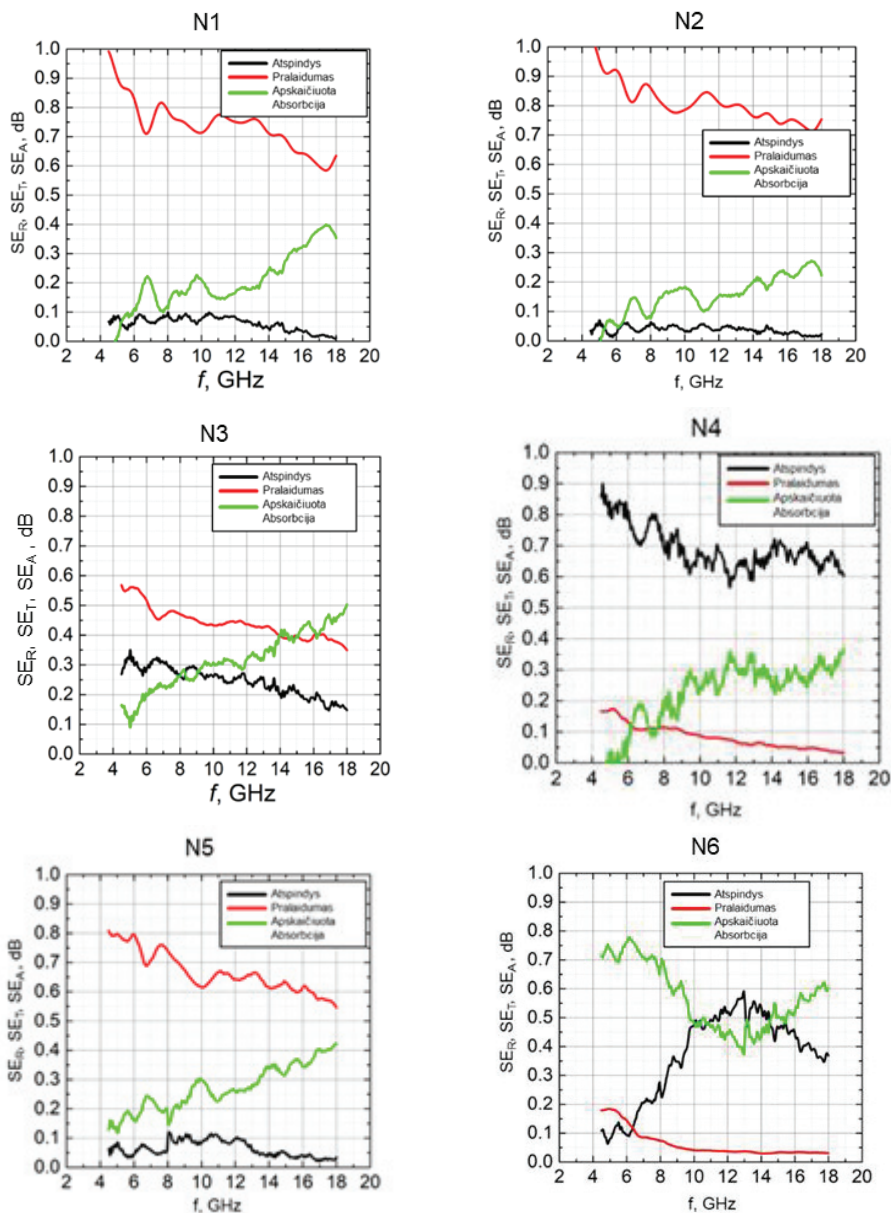 N1
1.0
0.9
0.8
0.7
0.6
0.5
0.4
0.3
0.2
0.1
0.0
SE_R, SE_T, SE_A, dB
Atspindys
Pralaidumas
Apskaičiuota
Absorbcija
2 4 6 8 10 12 14 16 18 20
f, GHz
N2
1.0
0.9
0.8
0.7
0.6
0.5
0.4
0.3
0.2
0.1
0.0
SE_R, SE_T, SE_A, dB
Atspindys
Pralaidumas
Apskaičiuota
Absorbcija
2 4 6 8 10 12 14 16 18 20
f, GHz
N3
1.0
0.9
0.8
0.7
0.6
0.5
0.4
0.3
0.2
0.1
0.0
SE_R, SE_T, SE_A, dB
Atspindys
Pralaidumas
Apskaičiuota
Absorbcija
2 4 6 8 10 12 14 16 18 20
f, GHz
N4
1.0
0.9
0.8
0.7
0.6
0.5
0.4
0.3
0.2
0.1
0.0
SE_R, SE_T, SE_A, dB
Atspindys
Pralaidumas
Apskaičiuota
Absorbcija
2 4 6 8 10 12 14 16 18 20
f, GHz
N5
1.0
0.9
0.8
0.7
0.6
0.5
0.4
0.3
0.2
0.1
0.0
SE_R, SE_T, SE_A, dB
Atspindys
Pralaidumas
Apskaičiuota
Absorbcija
2 4 6 8 10 12 14 16 18 20
f, GHz
N6
1.0
0.9
0.8
0.7
0.6
0.5
0.4
0.3
0.2
0.1
0.0
SE_R, SE_T, SE_A, dB
Atspindys
Pralaidumas
Apskaičiuota
Absorbcija
2 4 6 8 10 12 14 16 18 20
f, GHz